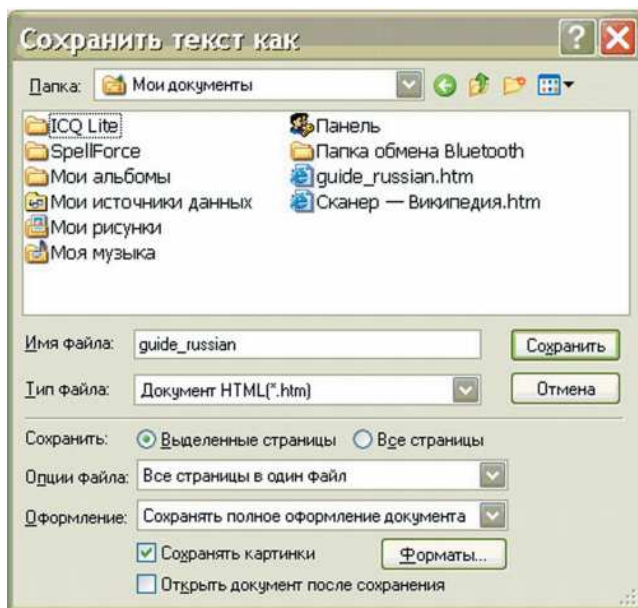 Сохранить текст как
Папка: Мои документы
ICQ Lite
SpellForce
Мои альбомы
Мои источники данных
Мои рисунки
Моя музыка
Панель
Папка обмена Bluetooth
guide_russian.htm
Сканер — Википедия.htm
Имя файла: guide_russian Сохранить
Тип файла: Документ HTML(*.htm) Отмена
Сохранить: Выделенные страницы Все страницы
Опции файла: Все страницы в один файл
Оформление: Сохранять полное оформление документа
Сохранять картинки Форматы...
Открыть документ после сохранения